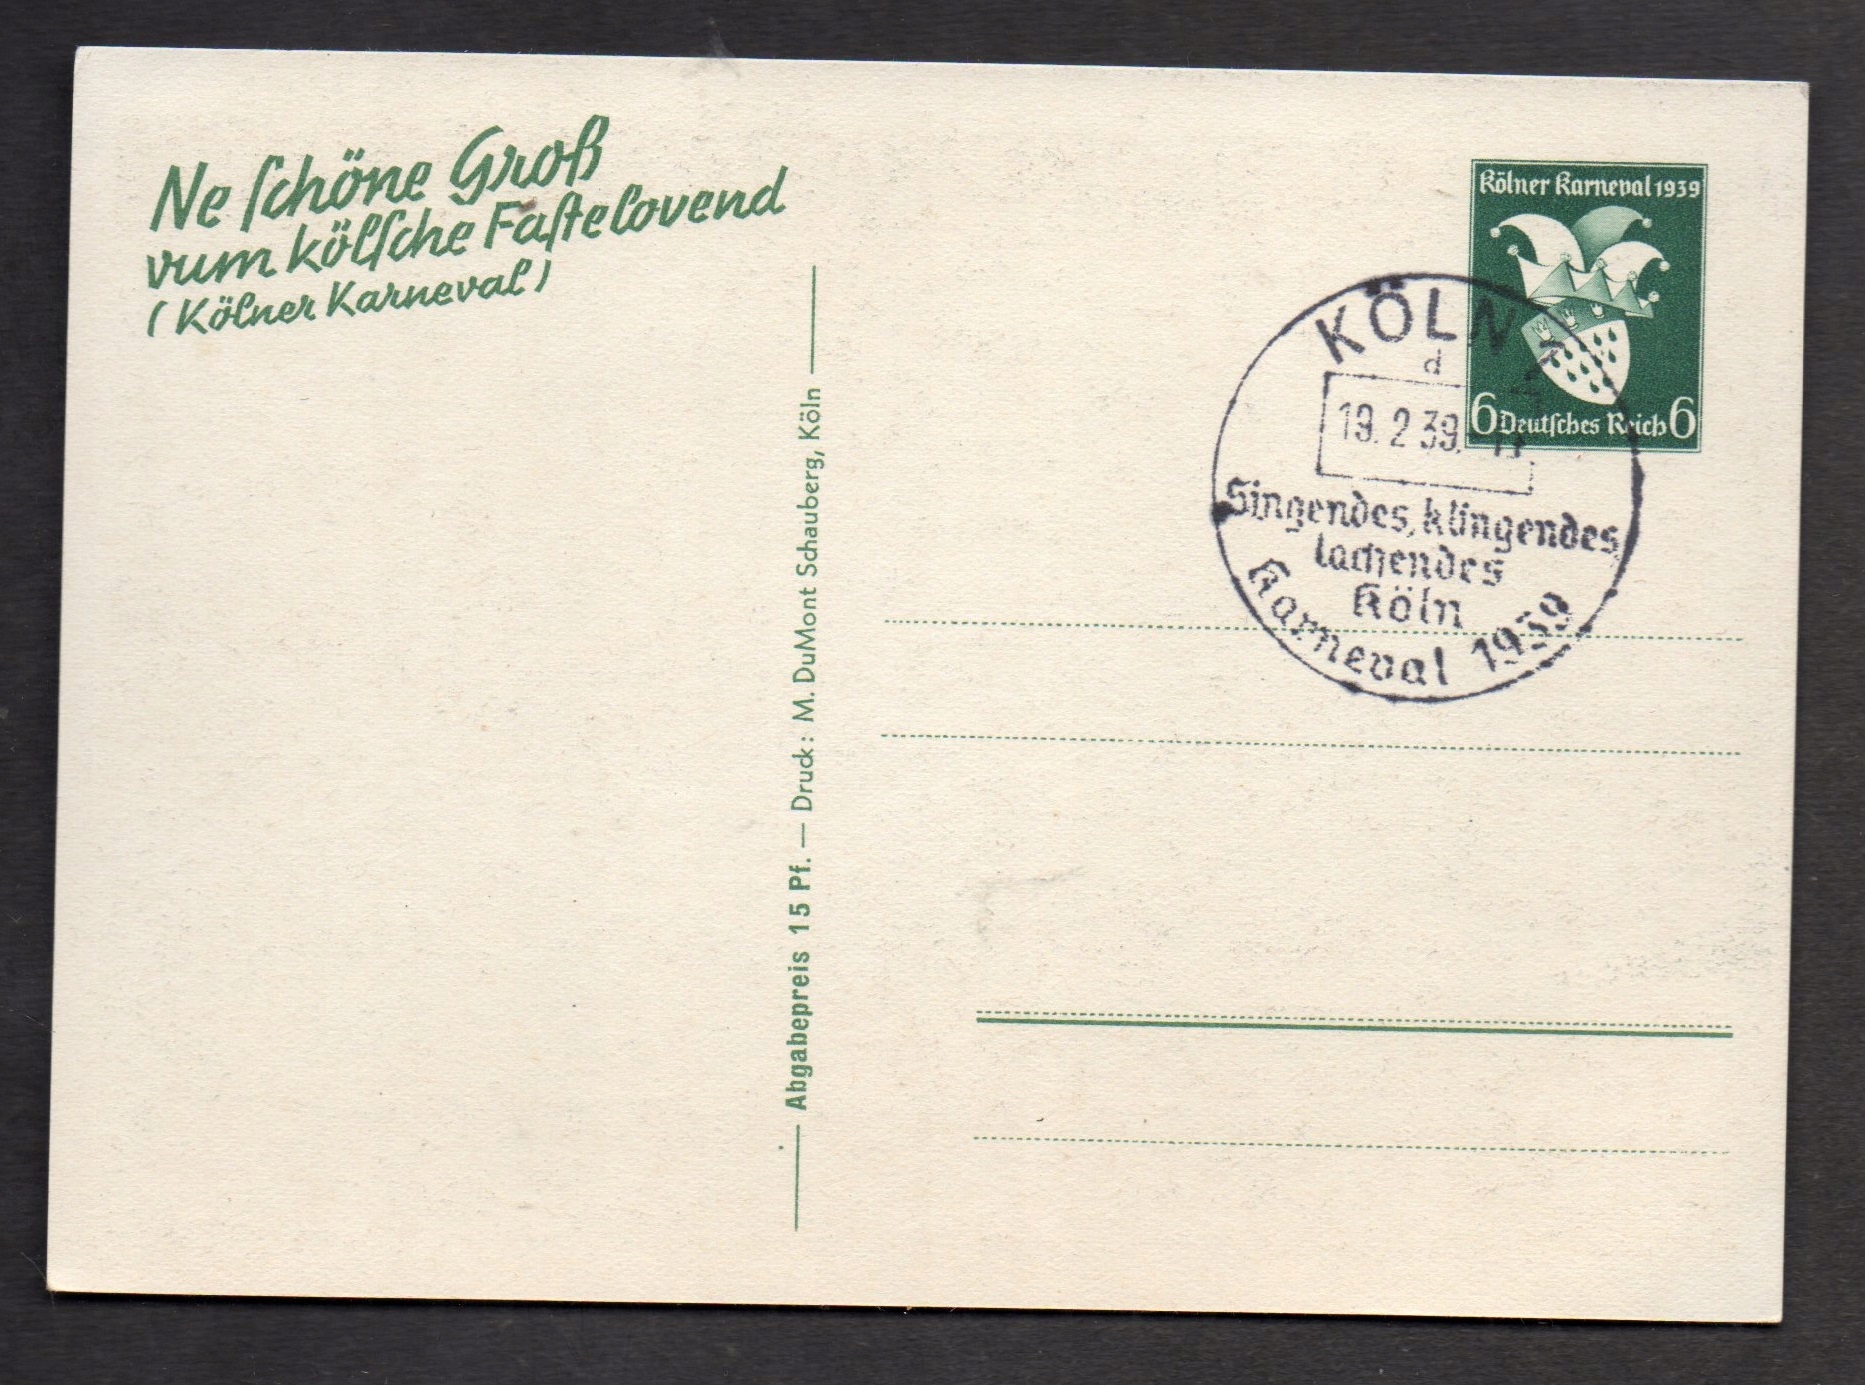 Ne schöne Groß
vum kölsche Fastelovend
(Kölner Karneval)
Abgabepreis 15 Pf. — Druck: M. DuMont Schauberg, Köln
Kölner Karneval 1939
6 Deutsches Reich 6
KÖLN
d
19.2.39.
Singendes, klingendes
lachendes
Köln
Karneval 1939